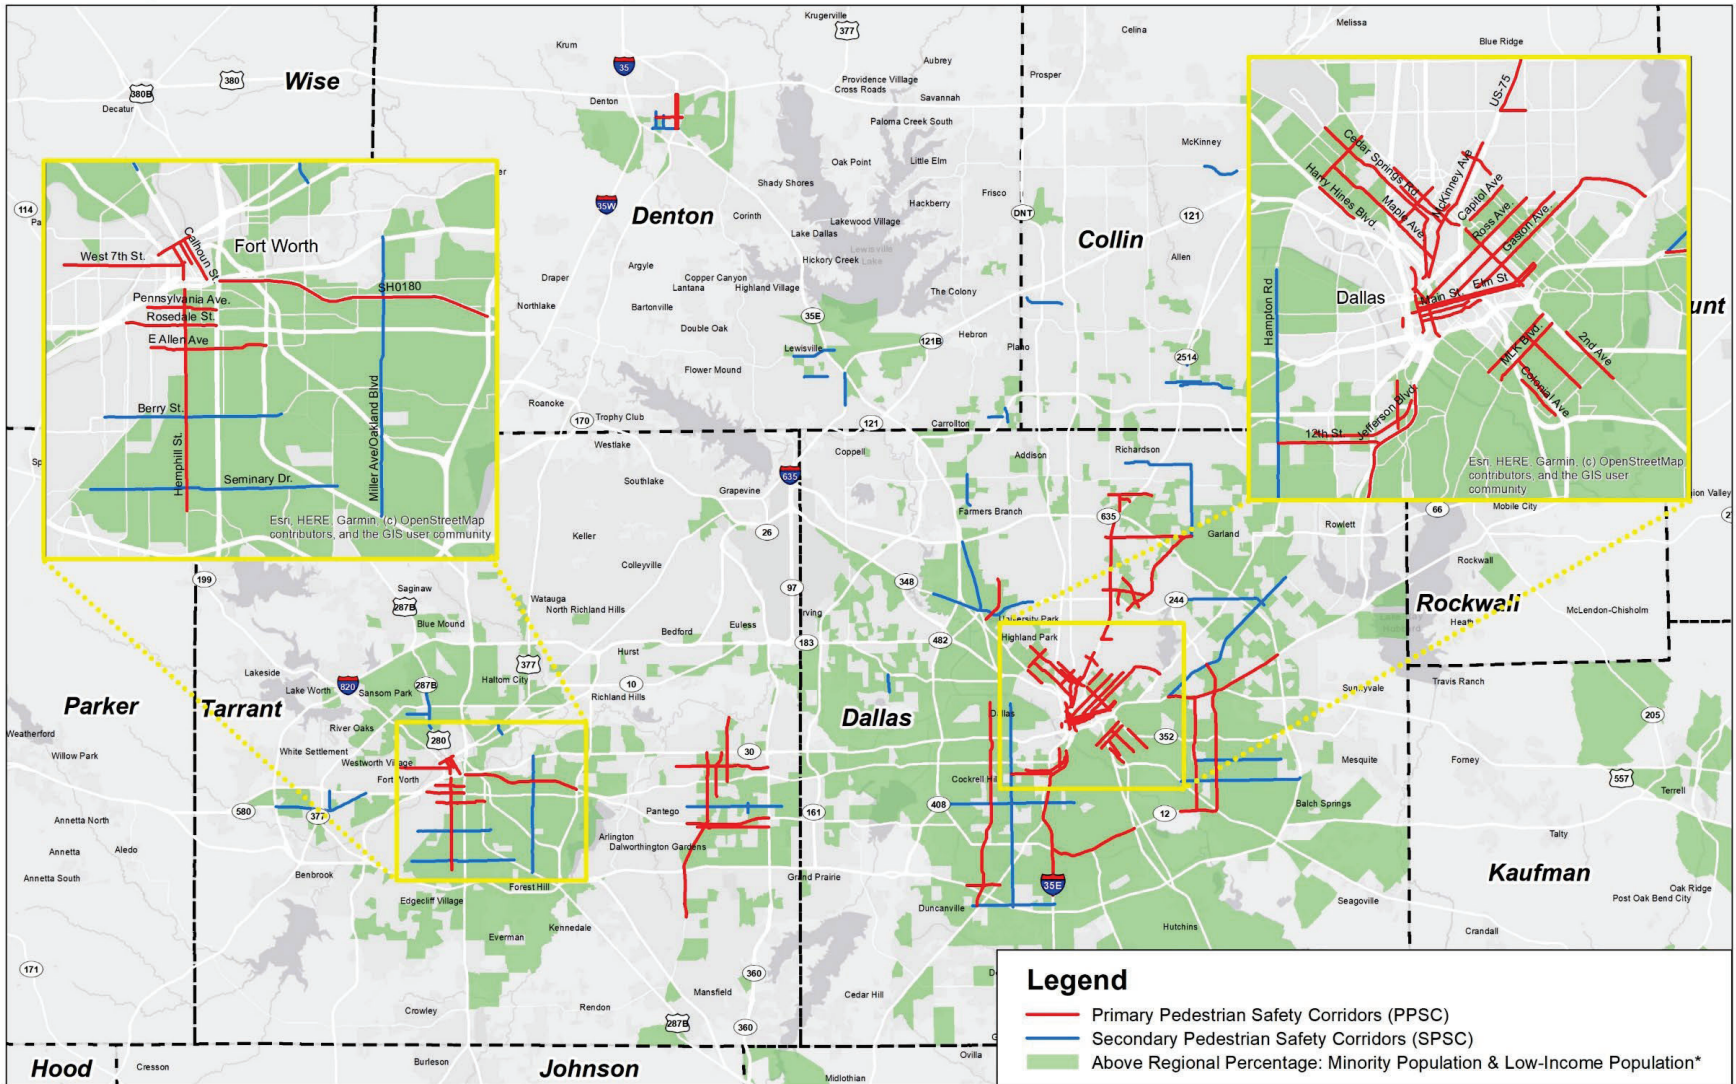 Krugerville
377
Melissa
Celina
Blue Ridge
Krum
35
Wise
380
380B
Decatur
Aubrey
Providence Village
Cross Roads
Savannah
Prosper
Denton
Paloma Creek South
McKinney
Oak Point
Little Elm
Shady Shores
Frisco
Hackberry
114
35W
Denton
Corinth
Lakewood Village
DNT
121
Lake Dallas
Lewisville
Lake
Collin
Hickory Creek
Allen
Draper
Argyle
Copper Canyon
Lantana
Highland Village
The Colony
Northlake
Bartonville
35E
Double Oak
Hebron
121B
Lewisville
Plano
2514
Flower Mound
Roanoke
170
Trophy Club
121
Carrollton
Westlake
Coppell
Addison
Richardson
635
Southlake
Grapevine
Farmers Branch
635
26
Garland
Rowlett
66
Mobile City
Keller
Rockwall
Colleyville
199
Saginaw
287B
Watauga
North Richland Hills
97
348
244
Rockwall
McLendon-Chisholm
Heath
Blue Mound
Euless
Irving
University Park
Bedford
183
482
Highland Park
Hurst
377
Lakeside
Haltom City
820
287B
Lake Worth
Sansom Park
Richland Hills
10
Sunnyvale
Travis Ranch
Parker
Tarrant
Dallas
Dallas
205
River Oaks
Weatherford
Willow Park
White Settlement
280
30
352
Westworth Village
Mesquite
Forney
Fort Worth
Cockrell Hill
557
Terrell
580
377
Pantego
161
408
12
Balch Springs
Annetta North
Arlington
Dalworthington Gardens
Talty
Annetta
Aledo
Annetta South
Benbrook
Grand Prairie
35E
Kaufman
Forest Hill
Oak Ridge
Post Oak Bend City
Edgecliff Village
Duncanville
Seagoville
Kennedale
Hutchins
Everman
Crandall
171
360
Mansfield
Cedar Hill
Crowley
Rendon
287B
360
Ovilla
Hood
Cresson
Burleson
Johnson
Midlothian
Calhoun St.
Fort Worth
West 7th St.
SH0180
Pennsylvania Ave.
Rosedale St.
E Allen Ave
Berry St.
Hemphill St.
Miller Ave/Oakland Blvd
Seminary Dr.
Esri, HERE, Garmin, (c) OpenStreetMap
contributors, and the GIS user community
US-75
Cedar Springs Rd.
McKinney Ave
Harry Hines Blvd.
Maple Ave
Capitol Ave
Ross Ave.
Gaston Ave.
Hampton Rd
Dallas
Main St.
Elm St
MLK Blvd.
2nd Ave
Colonial Ave
Jefferson Blvd.
12th St.
Esri, HERE, Garmin, (c) OpenStreetMap
contributors, and the GIS user
community
Legend
Primary Pedestrian Safety Corridors (PPSC)
Secondary Pedestrian Safety Corridors (SPSC)
Above Regional Percentage: Minority Population & Low-Income Population*